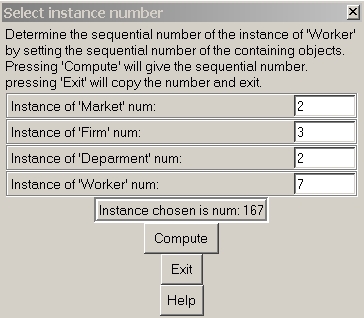 Select instance number
Determine the sequential number of the instance of 'Worker'
by setting the sequential number of the containing objects.
Pressing 'Compute' will give the sequential number.
pressing 'Exit' will copy the number and exit.
Instance of 'Market' num: 2
Instance of 'Firm' num: 3
Instance of 'Deparment' num: 2
Instance of 'Worker' num: 7
Instance chosen is num: 167
Compute
Exit
Help